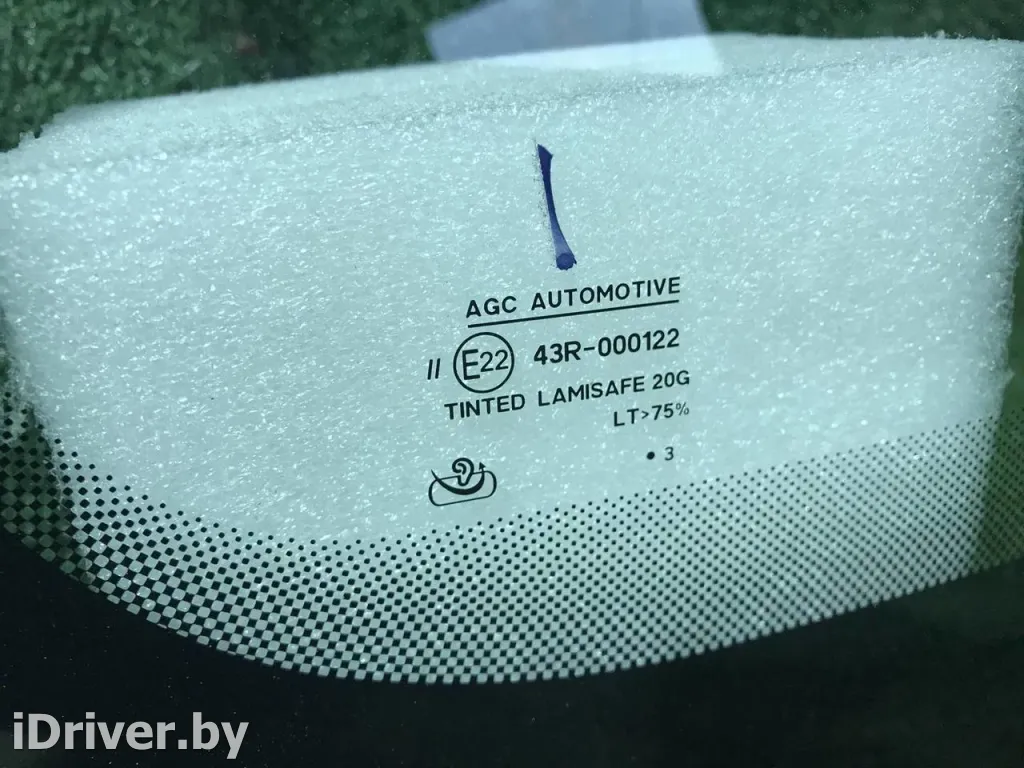 AGC AUTOMOTIVE
II E22 43R-000122
TINTED LAMISAFE 20G
LT>75%
• 3
iDriver.by